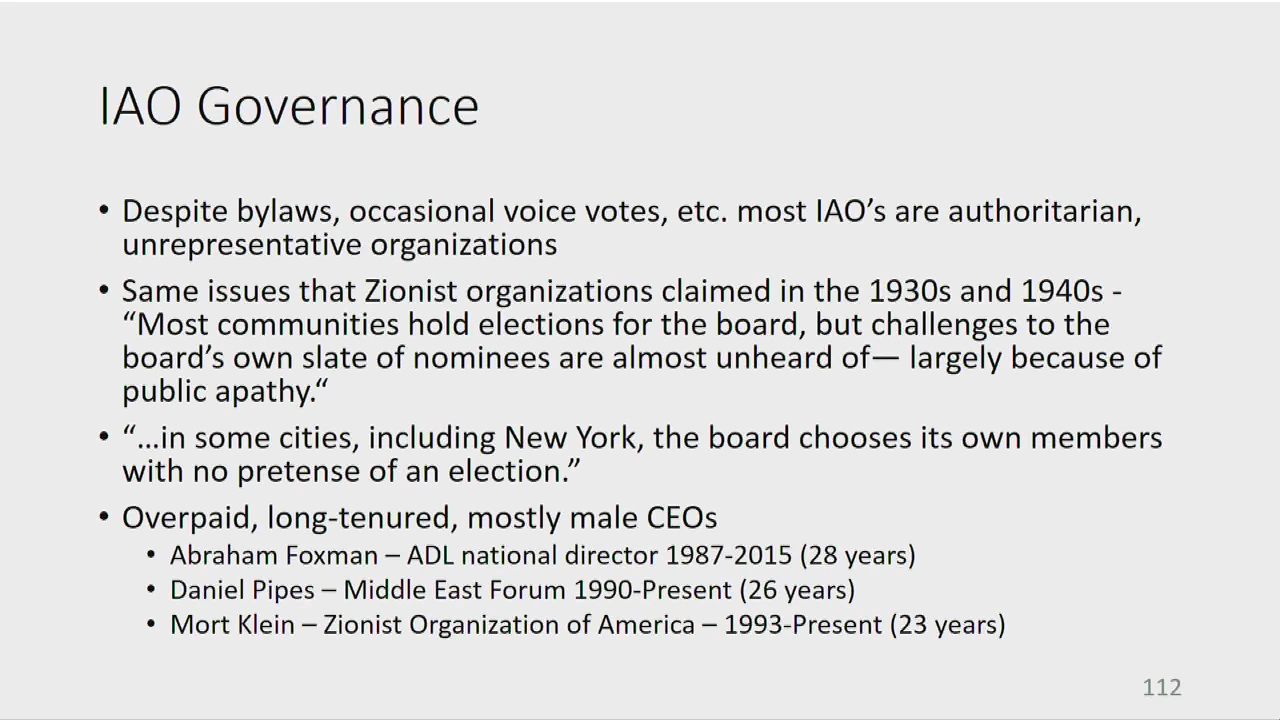 IAO Governance
• Despite bylaws, occasional voice votes, etc. most IAO's are authoritarian,
unrepresentative organizations
• Same issues that Zionist organizations claimed in the 1930s and 1940s -
“Most communities hold elections for the board, but challenges to the
board’s own slate of nominees are almost unheard of— largely because of
public apathy.“
• “…in some cities, including New York, the board chooses its own members
with no pretense of an election.”
• Overpaid, long-tenured, mostly male CEOs
• Abraham Foxman – ADL national director 1987-2015 (28 years)
• Daniel Pipes – Middle East Forum 1990-Present (26 years)
• Mort Klein – Zionist Organization of America – 1993-Present (23 years)
112